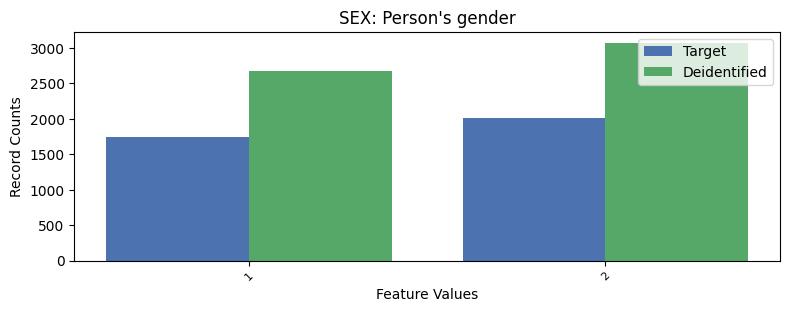 SEX: Person's gender
Target
Deidentified
Record Counts
3000
2500
2000
1500
1000
500
0
1
2
Feature Values